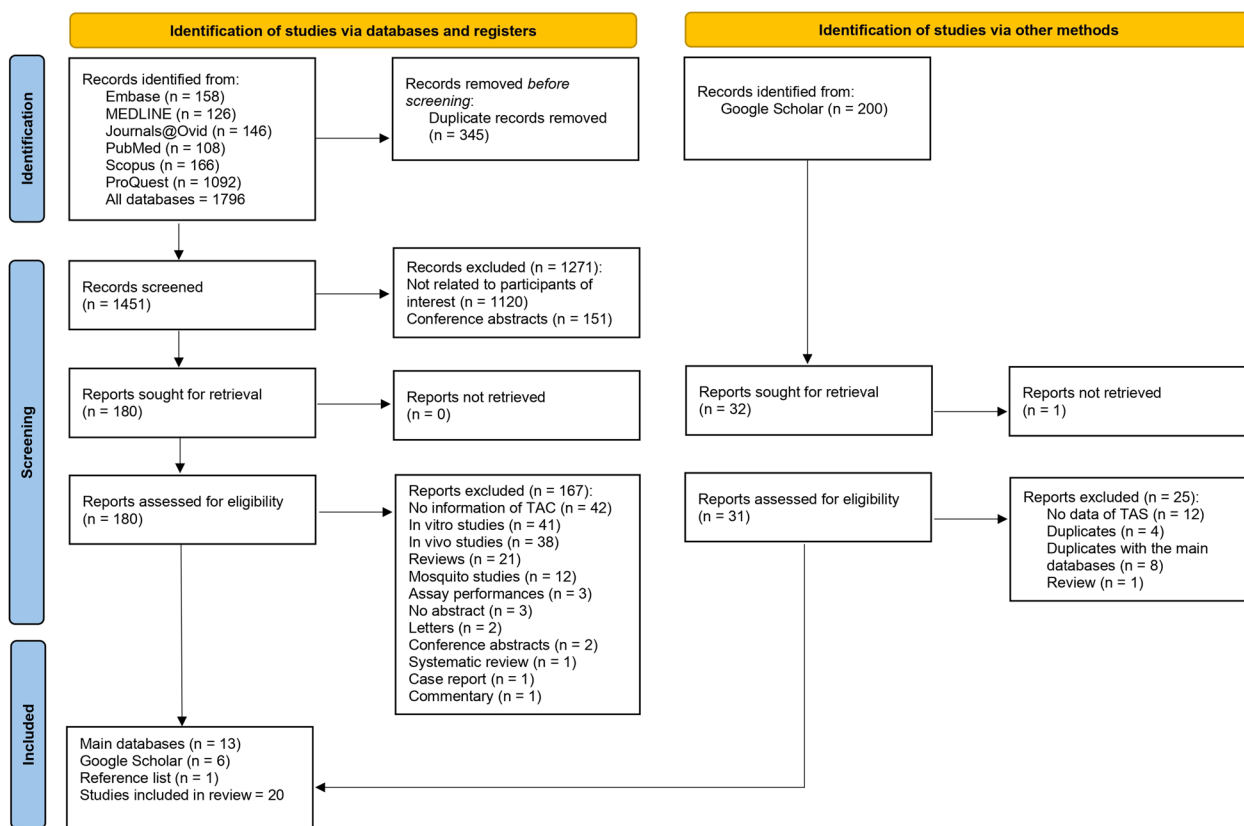 Identification of studies via databases and registers
Identification of studies via other methods
Identification
Records identified from:
Embase (n = 158)
MEDLINE (n = 126)
Journals@Ovid (n = 146)
PubMed (n = 108)
Scopus (n = 166)
ProQuest (n = 1092)
All databases = 1796
Records removed before
screening:
Duplicate records removed
(n = 345)
Records identified from:
Google Scholar (n = 200)
Screening
Records screened
(n = 1451)
Records excluded (n = 1271):
Not related to participants of
interest (n = 1120)
Conference abstracts (n = 151)
Reports sought for retrieval
(n = 180)
Reports not retrieved
(n = 0)
Reports sought for retrieval
(n = 32)
Reports not retrieved
(n = 1)
Reports assessed for eligibility
(n = 180)
Reports excluded (n = 167):
No information of TAC (n = 42)
In vitro studies (n = 41)
In vivo studies (n = 38)
Reviews (n = 21)
Mosquito studies (n = 12)
Assay performances (n = 3)
No abstract (n = 3)
Letters (n = 2)
Conference abstracts (n = 2)
Systematic review (n = 1)
Case report (n = 1)
Commentary (n = 1)
Reports assessed for eligibility
(n = 31)
Reports excluded (n = 25):
No data of TAS (n = 12)
Duplicates (n = 4)
Duplicates with the main
databases (n = 8)
Review (n = 1)
Included
Main databases (n = 13)
Google Scholar (n = 6)
Reference list (n = 1)
Studies included in review = 20